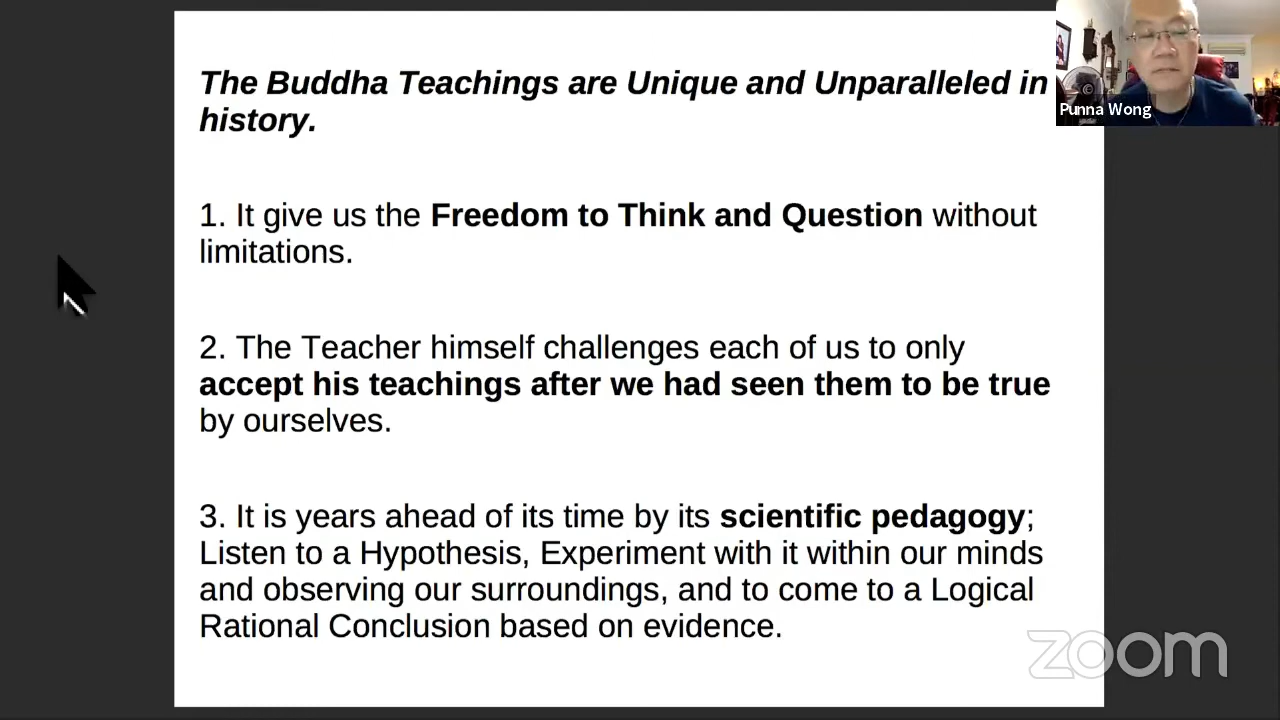 The Buddha Teachings are Unique and Unparalleled in
history.
1. It give us the Freedom to Think and Question without
limitations.
2. The Teacher himself challenges each of us to only
accept his teachings after we had seen them to be true
by ourselves.
3. It is years ahead of its time by its scientific pedagogy;
Listen to a Hypothesis, Experiment with it within our minds
and observing our surroundings, and to come to a Logical
Rational Conclusion based on evidence.
©
Punna Wong
zoom